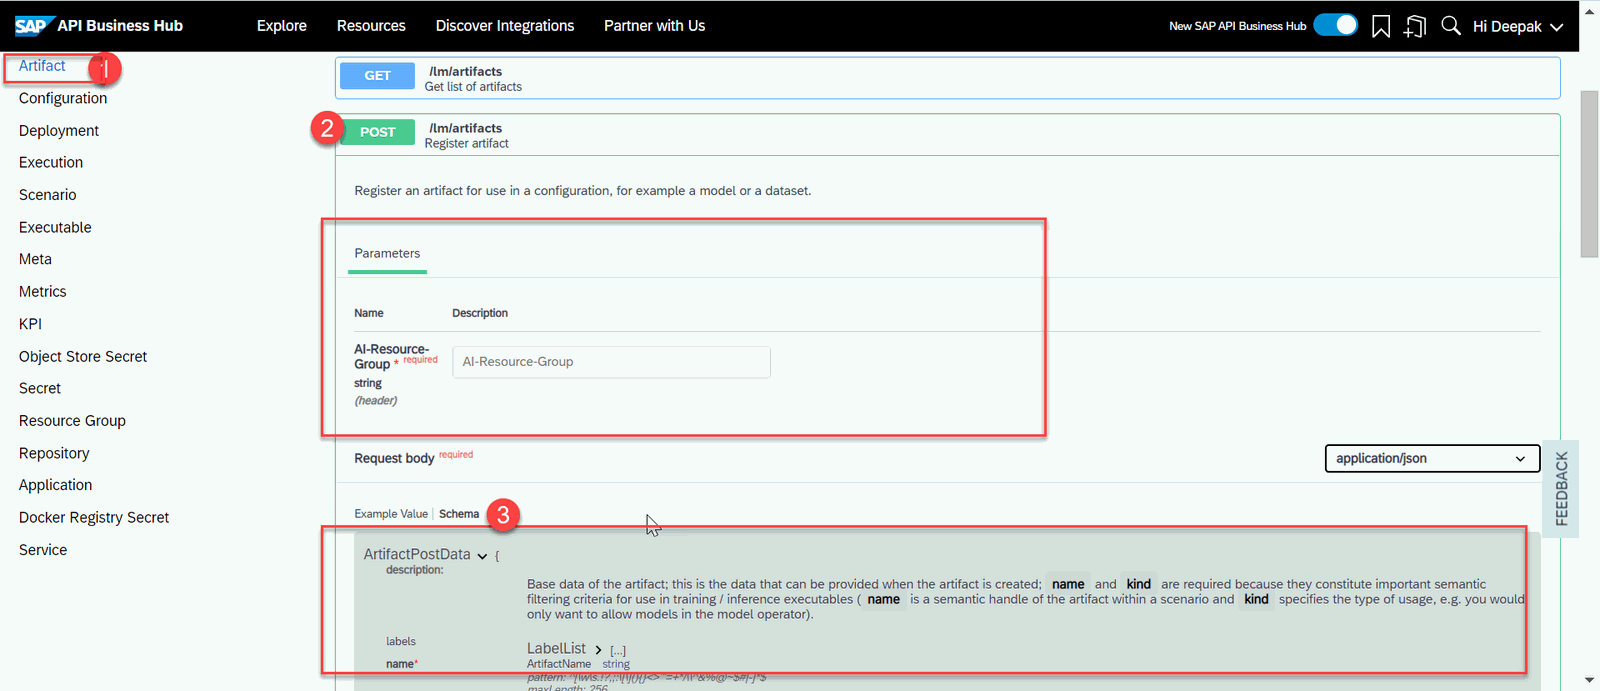 SAP API Business Hub
Explore
Resources
Discover Integrations
Partner with Us
New SAP API Business Hub
Hi Deepak
Artifact
1
Configuration
Deployment
Execution
Scenario
Executable
Meta
Metrics
KPI
Object Store Secret
Secret
Resource Group
Repository
Application
Docker Registry Secret
Service
GET
/lm/artifacts
Get list of artifacts
2
POST
/lm/artifacts
Register artifact
Register an artifact for use in a configuration, for example a model or a dataset.
Parameters
Name Description
AI-Resource-
Group * required
string
(header)
AI-Resource-Group
Request body required
application/json
FEEDBACK
Example Value | Schema
3
ArtifactPostData {
description:
Base data of the artifact; this is the data that can be provided when the artifact is created; name and kind are required because they constitute important semantic
filtering criteria for use in training / inference executables ( name is a semantic handle of the artifact within a scenario and kind specifies the type of usage, e.g. you would
only want to allow models in the model operator).
labels
LabelList > [...]
name*
ArtifactName string
maxLength: 256